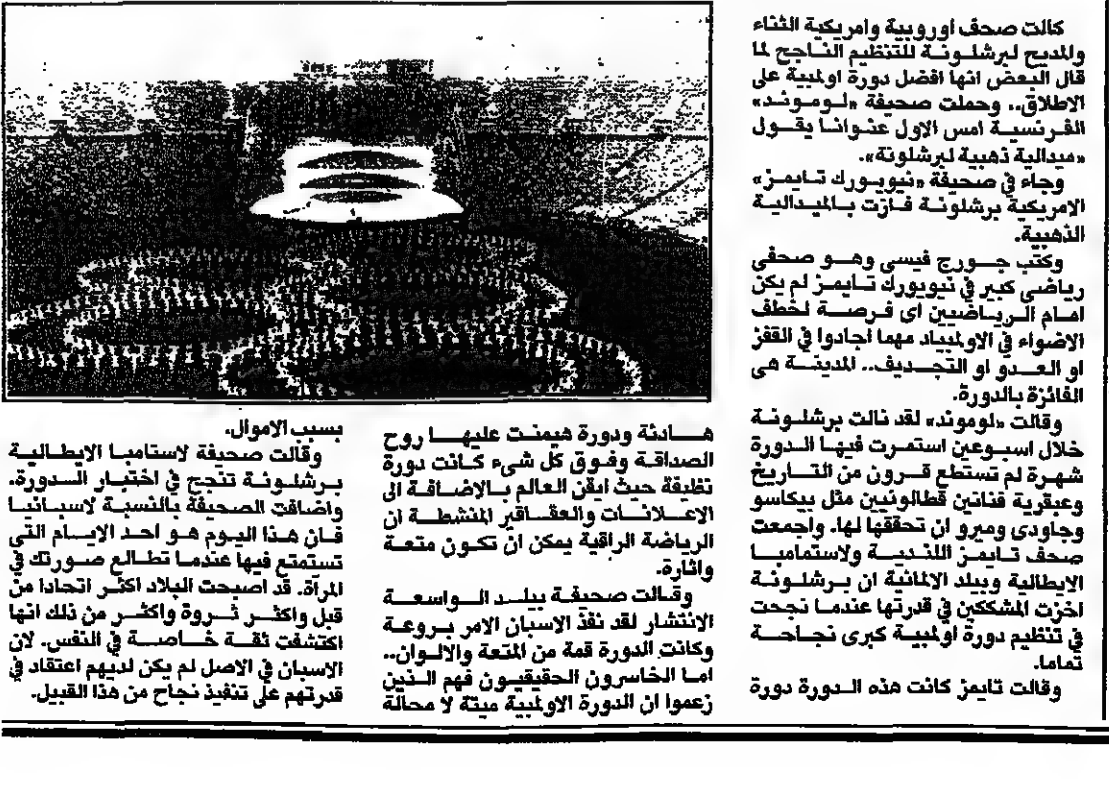 كالت صحف اوروبية وامريكية الثناء
والمديح لبرشلونة للتنظيم الناجح لما
قال البعض انها افضل دورة اولمبية على
الاطلاق.. وحملت صحيفة «لوموند»
الفرنسية امس الاول عنوانا يقول
«ميدالية ذهبية لبرشلونة».
وجاء في صحيفة «نيويورك تايمز»
الامريكية برشلونة فازت بالميدالية
الذهبية.
وكتب جورج فيسى وهو صحفى
رياضى كبير في نيويورك تايمز لم يكن
امام الرياضيين اى فرصة لخطف
الاضواء في الاولمبياد مهما اجادوا في القفز
او العدو او التجديف.. المدينة هى
الفائزة بالدورة.
وقالت «لوموند» لقد نالت برشلونة
خلال اسبوعين استمرت فيها الدورة
شهرة لم تستطع قرون من التاريخ
وعبقرية فنانين قطالونيين مثل بيكاسو
وجاودى وميرو ان تحققها لها. واجمعت
صحف تايمز اللندنية ولاستمامبا
الايطالية وبيلد الالمانية ان برشلونة
اخزت المشككين في قدرتها عندما نجحت
في تنظيم دورة اولمبية كبرى نجاحة
تماما.
وقالت تايمز كانت هذه الدورة دورة
هادئة ودورة هيمنت عليها روح
الصداقة وفوق كل شىء كانت دورة
نظيفة حيث ايقن العالم بالاضافة الى
الاعلانات والعقاقير المنشطة ان
الرياضة الراقية يمكن ان تكون متعة
واثارة.
وقالت صحيفة بيلد الواسعة
الانتشار لقد نفذ الاسبان الامر بروعة
وكانت الدورة قمة من المتعة والالوان..
اما الخاسرون الحقيقيون فهم الذين
زعموا ان الدورة الاولمبية ميتة لا محالة
بسبب الاموال.
وقالت صحيفة لاستامبا الايطالية
برشلونة تنجح في اختبار الدورة.
واضافت الصحيفة بالنسبة لاسبانيا
فان هذا اليوم هو احد الايام التي
تستمتع فيها عندما تطالع صورتك في
المرآة. قد اصبحت البلاد اكثر اتحادا من
قبل واكثر ثروة واكثر من ذلك انها
اكتشفت ثقة خاصة في النفس. لان
الاسبان في الاصل لم يكن لديهم اعتقاد في
قدرتهم على تنفيذ نجاح من هذا القبيل.